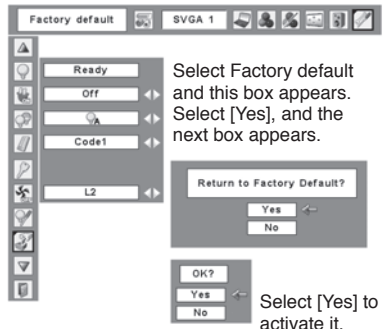 Factory default
SVGA 1
Ready
Off
A
Code1
L2
Select Factory default
and this box appears.
Select [Yes], and the
next box appears.
Return to Factory Default?
Yes
No
OK?
Yes
No
Select [Yes] to
activate it.